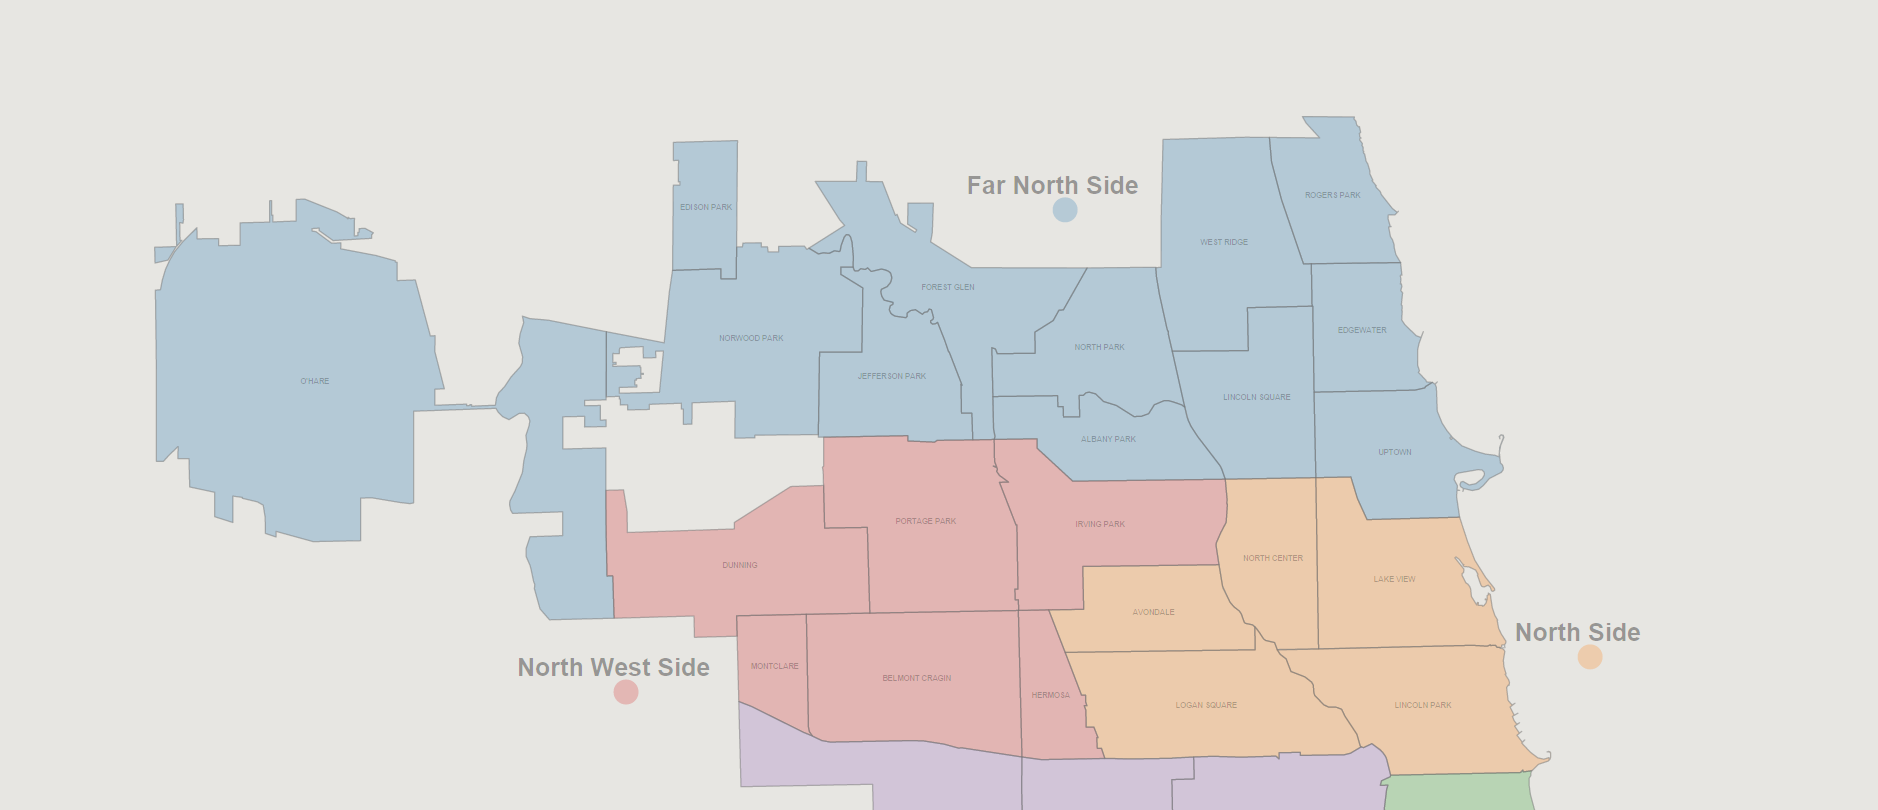 Far North Side
EDISON PARK
ROGERS PARK
WEST RIDGE
FOREST GLEN
NORWOOD PARK
EDGEWATER
NORTH PARK
O'HARE
JEFFERSON PARK
LINCOLN SQUARE
ALBANY PARK
UPTOWN
PORTAGE PARK
IRVING PARK
DUNNING
NORTH CENTER
LAKE VIEW
AVONDALE
North Side
North West Side
MONTCLARE
BELMONT CRAGIN
HERMOSA
LOGAN SQUARE
LINCOLN PARK